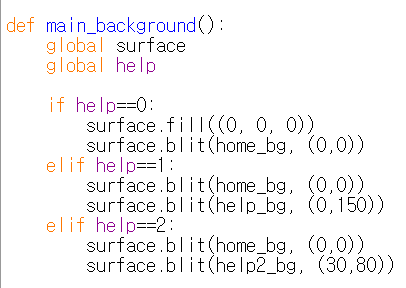 def main_background():
    global surface
    global help

    if help==0:
        surface.fill((0, 0, 0))
        surface.blit(home_bg, (0,0))
    elif help==1:
        surface.blit(home_bg, (0,0))
        surface.blit(help_bg, (0,150))
    elif help==2:
        surface.blit(home_bg, (0,0))
        surface.blit(help2_bg, (30,80))